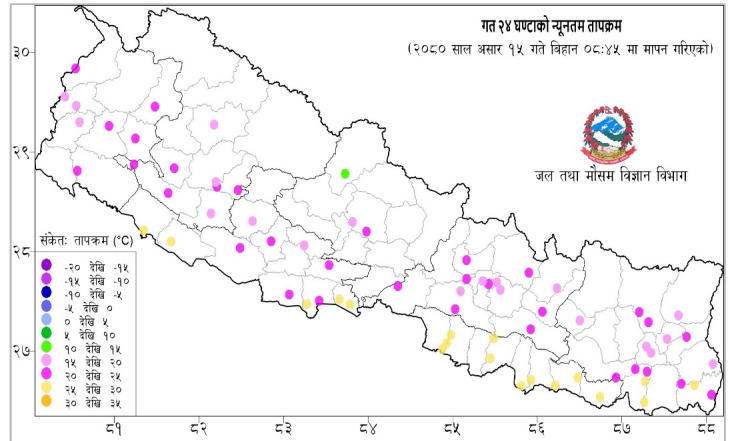 गत २४ घण्टाको न्यूनतम तापक्रम
(२०८० साल असार १५ गते बिहान ०८:४५ मा मापन गरिएको)
जल तथा मौसम विज्ञान विभाग
३०
२९
२८
२७
संकेतः तापक्रम (°C)
-२० देखि -१५
-१५ देखि -१०
-१० देखि -५
-५ देखि ०
० देखि ५
५ देखि १०
१० देखि १५
१५ देखि २०
२० देखि २५
२५ देखि ३०
३० देखि ३५
८१ ८२ ८३ ८४ ८५ ८६ ८७ ८८